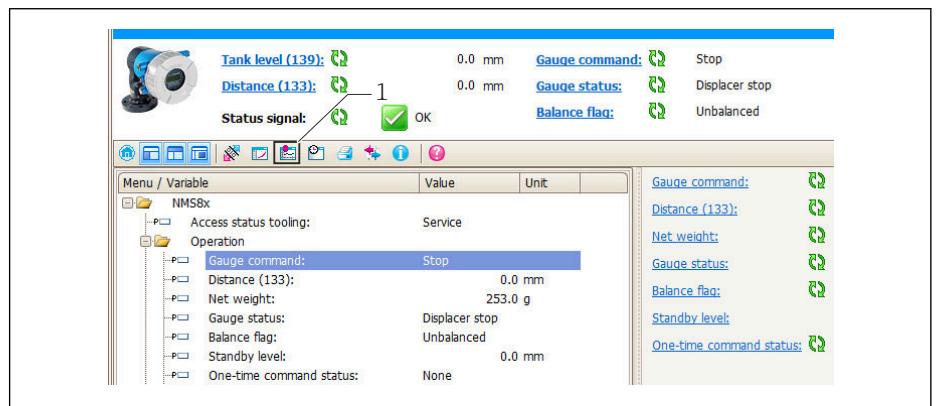 Tank level (139): 0.0 mm Gauge command: Stop
Distance (133): 0.0 mm Gauge status: Displacer stop
1
Status signal: OK Balance flag: Unbalanced
Menu / Variable Value Unit
NMS8x
Access status tooling: Service
Operation
Gauge command: Stop
Distance (133): 0.0 mm
Net weight: 253.0 g
Gauge status: Displacer stop
Balance flag: Unbalanced
Standby level: 0.0 mm
One-time command status: None
Gauge command:
Distance (133):
Net weight:
Gauge status:
Balance flag:
Standby level:
One-time command status: